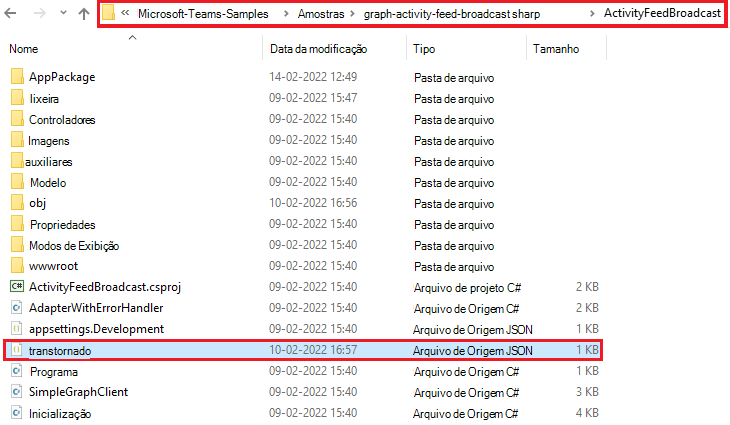 « Microsoft-Teams-Samples > Amostras > graph-activity-feed-broadcast sharp > ActivityFeedBroadcast
Nome Data da modificação Tipo Tamanho
AppPackage 14-02-2022 12:49 Pasta de arquivo
lixeira 09-02-2022 15:47 Pasta de arquivo
Controladores 09-02-2022 15:40 Pasta de arquivo
Imagens 09-02-2022 15:40 Pasta de arquivo
auxiliares 09-02-2022 15:40 Pasta de arquivo
Modelo 09-02-2022 15:40 Pasta de arquivo
obj 10-02-2022 16:56 Pasta de arquivo
Propriedades 09-02-2022 15:40 Pasta de arquivo
Modos de Exibição 09-02-2022 15:40 Pasta de arquivo
wwwroot 09-02-2022 15:40 Pasta de arquivo
ActivityFeedBroadcast.csproj 09-02-2022 15:40 Arquivo de projeto C# 2 KB
AdapterWithErrorHandler 09-02-2022 15:40 Arquivo de Origem C# 2 KB
appsettings.Development 09-02-2022 15:40 Arquivo de Origem JSON 1 KB
transtornado 10-02-2022 16:57 Arquivo de Origem JSON 1 KB
Programa 09-02-2022 15:40 Arquivo de Origem C# 1 KB
SimpleGraphClient 09-02-2022 15:40 Arquivo de Origem C# 3 KB
Inicialização 09-02-2022 15:40 Arquivo de Origem C# 4 KB